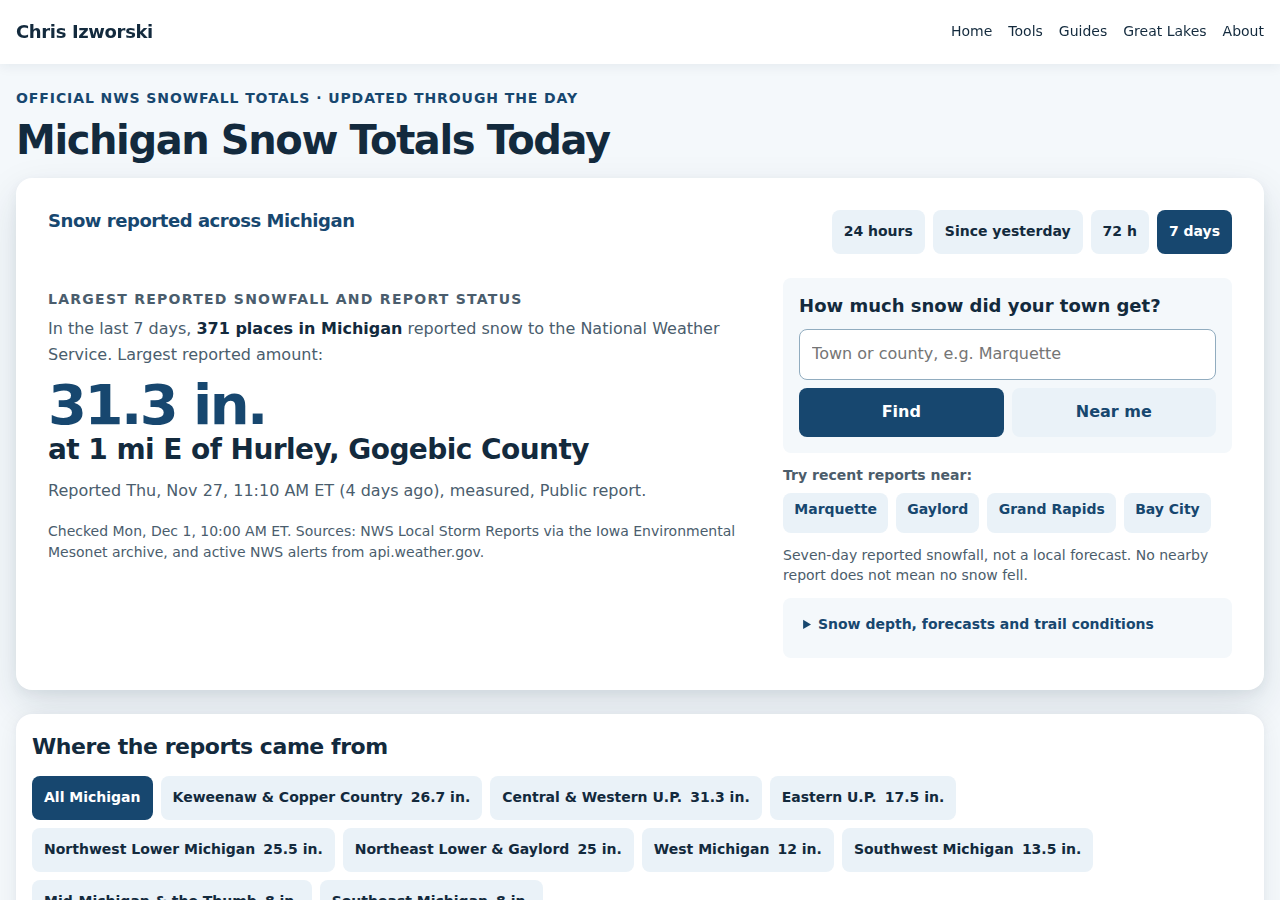 Chris Izworski
Home Tools Guides Great Lakes About
OFFICIAL NWS SNOWFALL TOTALS · UPDATED THROUGH THE DAY
Michigan Snow Totals Today
Snow reported across Michigan
24 hours Since yesterday 72 h 7 days
LARGEST REPORTED SNOWFALL AND REPORT STATUS
In the last 7 days, 371 places in Michigan reported snow to the National Weather
Service. Largest reported amount:
31.3 in.
at 1 mi E of Hurley, Gogebic County
Reported Thu, Nov 27, 11:10 AM ET (4 days ago), measured, Public report.
Checked Mon, Dec 1, 10:00 AM ET. Sources: NWS Local Storm Reports via the Iowa Environmental
Mesonet archive, and active NWS alerts from api.weather.gov.
How much snow did your town get?
Town or county, e.g. Marquette
Find Near me
Try recent reports near:
Marquette Gaylord Grand Rapids Bay City
Seven-day reported snowfall, not a local forecast. No nearby
report does not mean no snow fell.
Snow depth, forecasts and trail conditions
Where the reports came from
All Michigan Keweenaw & Copper Country 26.7 in. Central & Western U.P. 31.3 in. Eastern U.P. 17.5 in.
Northwest Lower Michigan 25.5 in. Northeast Lower & Gaylord 25 in. West Michigan 12 in. Southwest Michigan 13.5 in.
Mid-Michigan & the Thumb 8 in. Southeast Michigan 8 in.